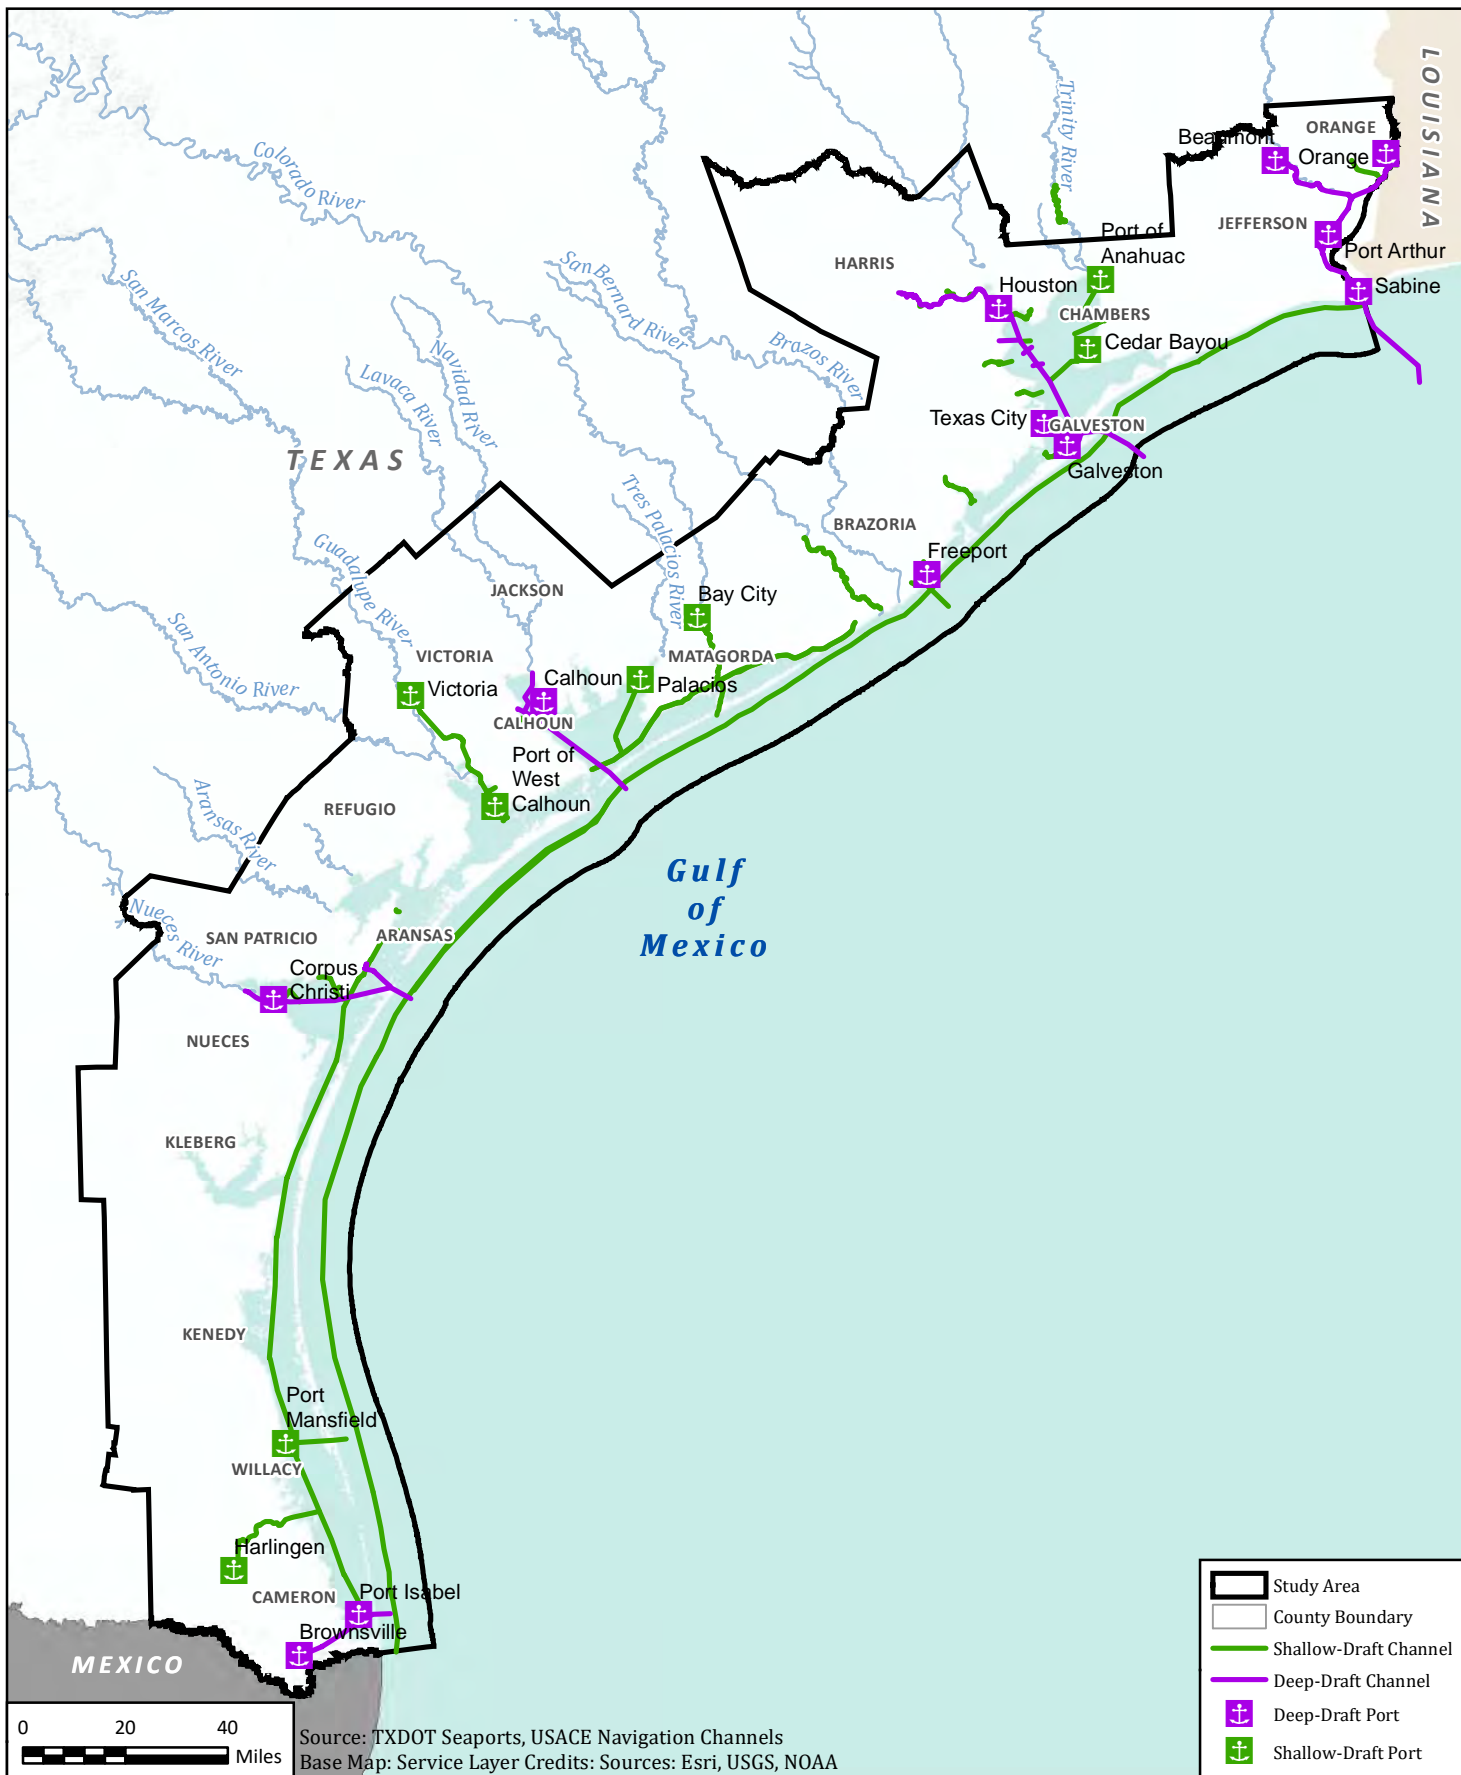 LOUISIANA
ORANGE
Beaumont
Orange
Trinity River
Colorado River
JEFFERSON
Port Arthur
Port of
Anahuac
Sabine
HARRIS
Houston
CHAMBERS
Cedar Bayou
San Bernard River
San Marcos River
Navidad River
Lavaca River
Brazos River
Texas City
GALVESTON
Galveston
TEXAS
Tres Palacios River
BRAZORIA
Freeport
Guadalupe River
JACKSON
Bay City
San Antonio River
VICTORIA
MATAGORDA
Victoria
Calhoun
Palacios
CALHOUN
Port of
West
Calhoun
Aransas River
REFUGIO
Gulf
of
Mexico
Nueces River
SAN PATRICIO
ARANSAS
Corpus
Christi
NUECES
KLEBERG
KENEDY
Port
Mansfield
WILLACY
Harlingen
CAMERON
Port Isabel
Brownsville
MEXICO
Study Area
County Boundary
Shallow-Draft Channel
Deep-Draft Channel
Deep-Draft Port
Shallow-Draft Port
0 20 40
Miles
Source: TXDOT Seaports, USACE Navigation Channels
Base Map: Service Layer Credits: Sources: Esri, USGS, NOAA